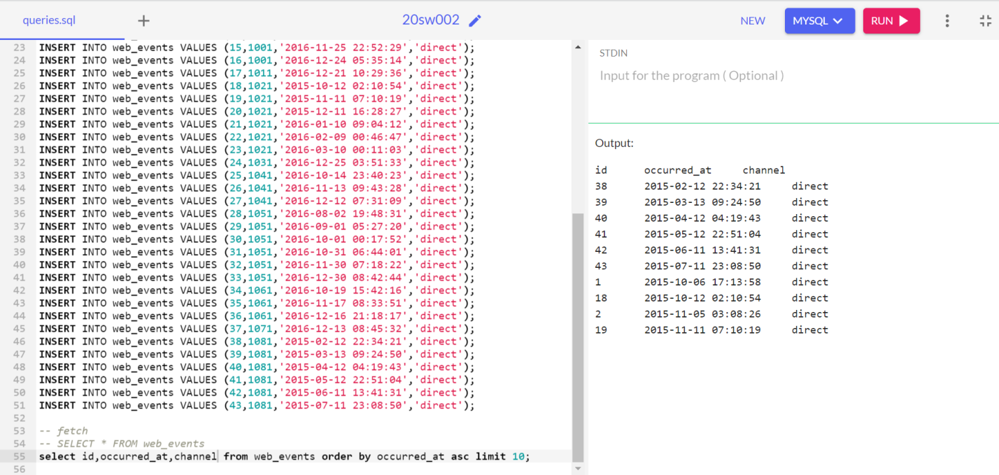 queries.sql
20sw002
NEW
MYSQL
RUN
23 INSERT INTO web_events VALUES (15,1001,'2016-11-25 22:52:29','direct');
24 INSERT INTO web_events VALUES (16,1001,'2016-12-24 05:35:14','direct');
25 INSERT INTO web_events VALUES (17,1011,'2016-12-21 10:29:36','direct');
26 INSERT INTO web_events VALUES (18,1021,'2015-10-12 02:10:54','direct');
27 INSERT INTO web_events VALUES (19,1021,'2015-11-11 07:10:19','direct');
28 INSERT INTO web_events VALUES (20,1021,'2015-12-11 16:28:27','direct');
29 INSERT INTO web_events VALUES (21,1021,'2016-01-10 09:04:12','direct');
30 INSERT INTO web_events VALUES (22,1021,'2016-02-09 00:46:47','direct');
31 INSERT INTO web_events VALUES (23,1021,'2016-03-10 00:11:03','direct');
32 INSERT INTO web_events VALUES (24,1031,'2016-12-25 03:51:33','direct');
33 INSERT INTO web_events VALUES (25,1041,'2016-10-14 23:40:23','direct');
34 INSERT INTO web_events VALUES (26,1041,'2016-11-13 09:43:28','direct');
35 INSERT INTO web_events VALUES (27,1041,'2016-12-12 07:31:09','direct');
36 INSERT INTO web_events VALUES (28,1051,'2016-08-02 19:48:31','direct');
37 INSERT INTO web_events VALUES (29,1051,'2016-09-01 05:27:20','direct');
38 INSERT INTO web_events VALUES (30,1051,'2016-10-01 00:17:52','direct');
39 INSERT INTO web_events VALUES (31,1051,'2016-10-31 06:44:01','direct');
40 INSERT INTO web_events VALUES (32,1051,'2016-11-30 07:18:22','direct');
41 INSERT INTO web_events VALUES (33,1051,'2016-12-30 08:42:44','direct');
42 INSERT INTO web_events VALUES (34,1061,'2016-10-19 15:42:16','direct');
43 INSERT INTO web_events VALUES (35,1061,'2016-11-17 08:33:51','direct');
44 INSERT INTO web_events VALUES (36,1061,'2016-12-16 21:18:17','direct');
45 INSERT INTO web_events VALUES (37,1071,'2016-12-13 08:45:32','direct');
46 INSERT INTO web_events VALUES (38,1081,'2015-02-12 22:34:21','direct');
47 INSERT INTO web_events VALUES (39,1081,'2015-03-13 09:24:50','direct');
48 INSERT INTO web_events VALUES (40,1081,'2015-04-12 04:19:43','direct');
49 INSERT INTO web_events VALUES (41,1081,'2015-05-12 22:51:04','direct');
50 INSERT INTO web_events VALUES (42,1081,'2015-06-11 13:41:31','direct');
51 INSERT INTO web_events VALUES (43,1081,'2015-07-11 23:08:50','direct');
52
53 -- fetch
54 -- SELECT * FROM web_events
55 select id,occurred_at,channel from web_events order by occurred_at asc limit 10;
56
STDIN
Input for the program ( Optional )
Output:
id occurred_at channel
38 2015-02-12 22:34:21 direct
39 2015-03-13 09:24:50 direct
40 2015-04-12 04:19:43 direct
41 2015-05-12 22:51:04 direct
42 2015-06-11 13:41:31 direct
43 2015-07-11 23:08:50 direct
1 2015-10-06 17:13:58 direct
18 2015-10-12 02:10:54 direct
2 2015-11-05 03:08:26 direct
19 2015-11-11 07:10:19 direct